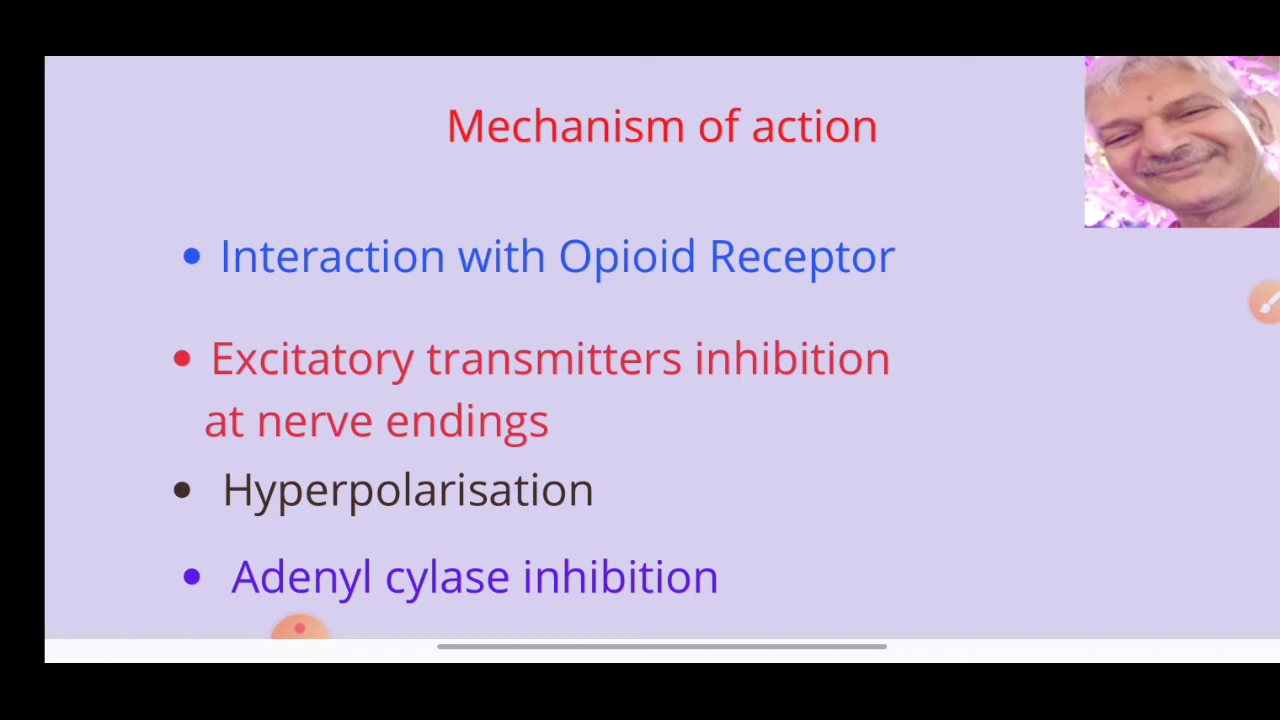 Mechanism of action
• Interaction with Opioid Receptor
• Excitatory transmitters inhibition
at nerve endings
• Hyperpolarisation
• Adenyl cylase inhibition